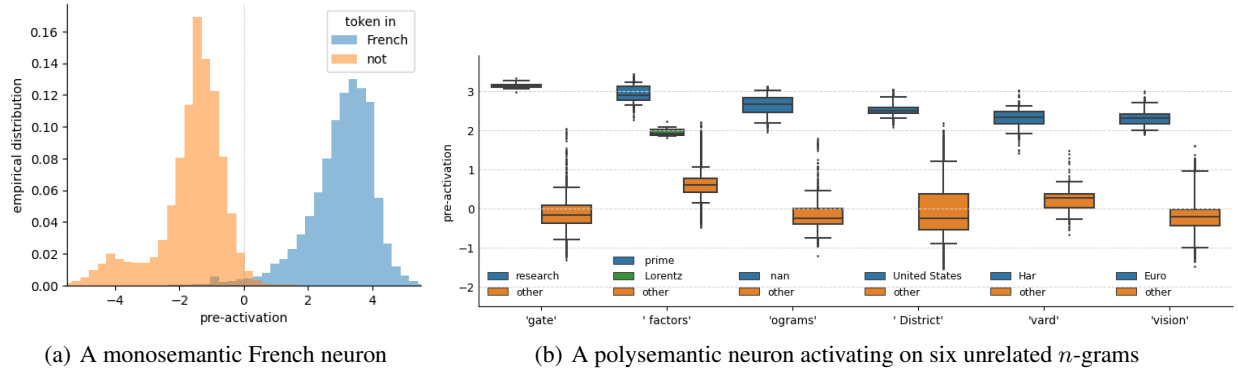 token in
French
not
0.16
0.14
0.12
0.10
0.08
0.06
0.04
0.02
0.00
empirical distribution
−4
−2
0
2
4
pre-activation
(a) A monosemantic French neuron
3
2
1
0
−1
−2
pre-activation
research
other
prime
Lorentz
other
nan
other
United States
other
Har
other
Euro
other
'gate'
' factors'
'ograms'
' District'
'vard'
'vision'
(b) A polysemantic neuron activating on six unrelated n-grams